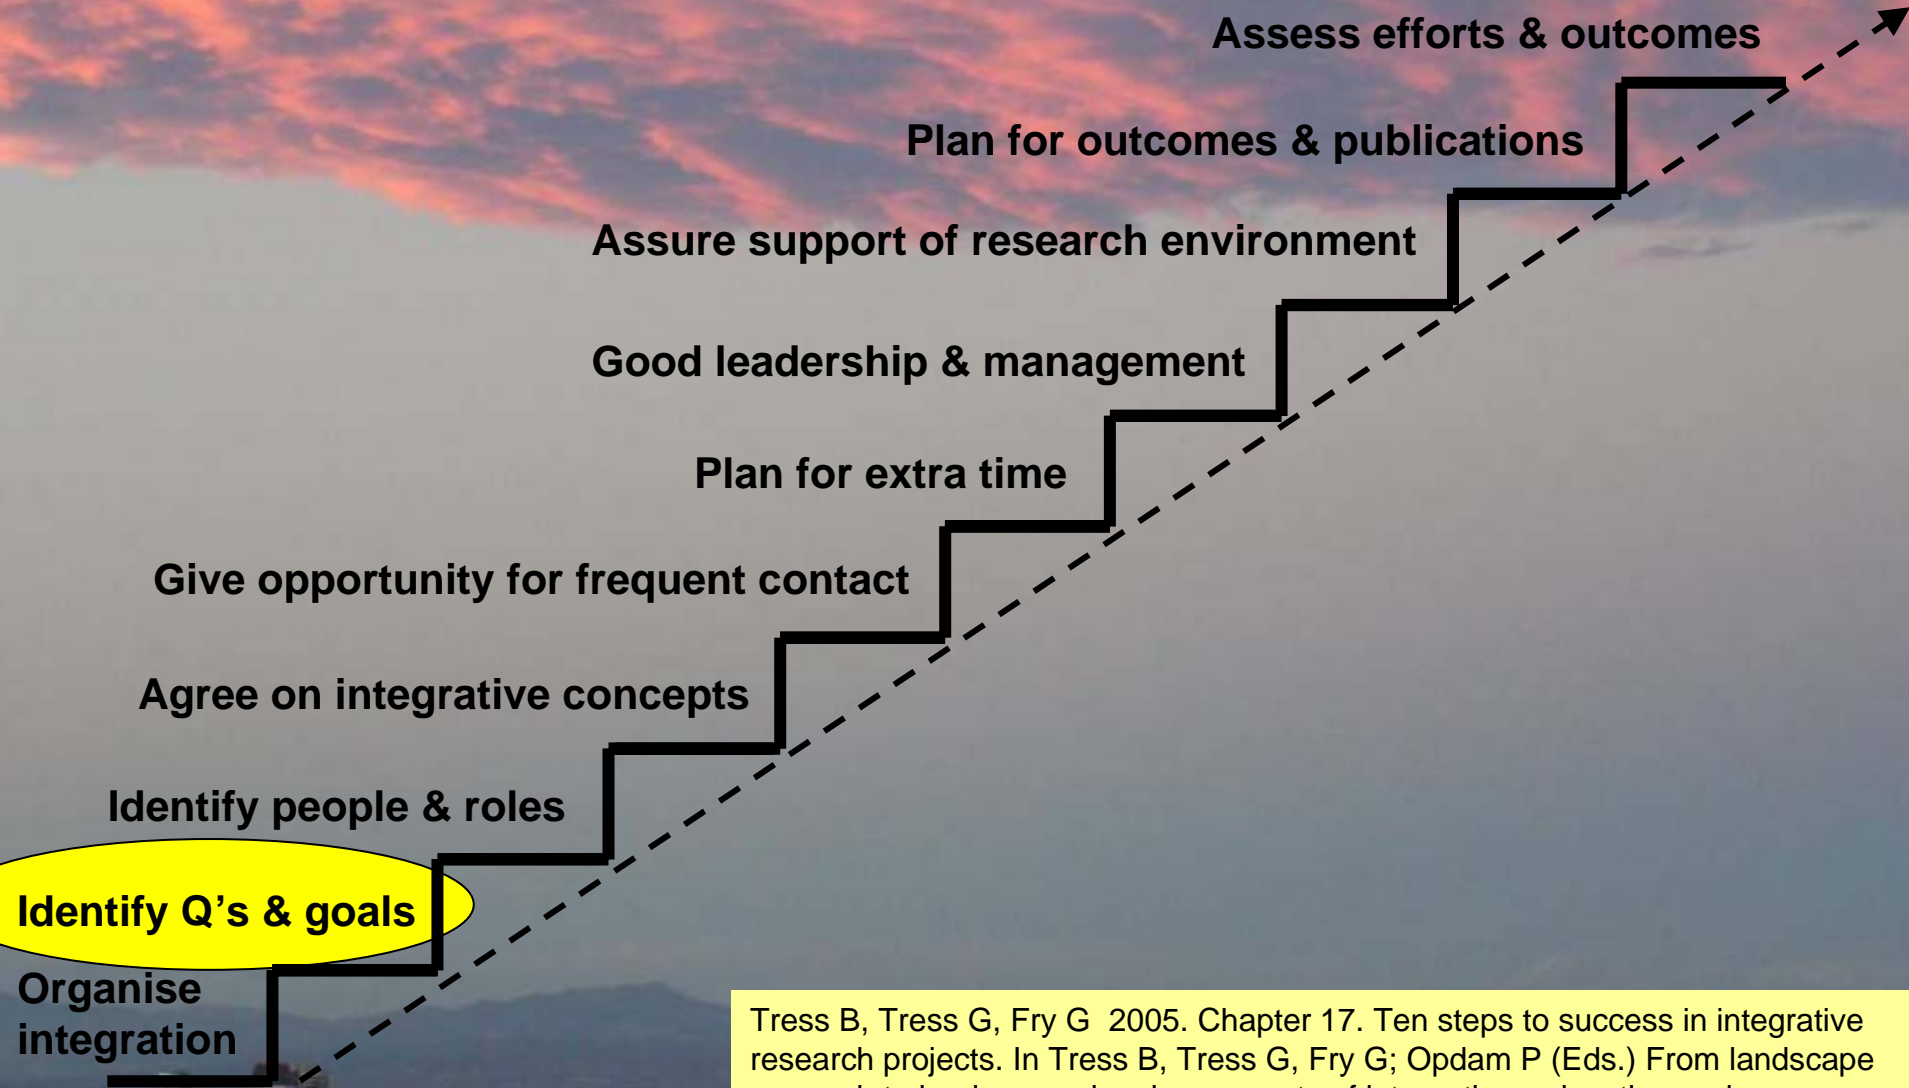 Assess efforts & outcomes
Plan for outcomes & publications
Assure support of research environment
Good leadership & management
Plan for extra time
Give opportunity for frequent contact
Agree on integrative concepts
Identify people & roles
Identify Q’s & goals
Organise
integration
Tress B, Tress G, Fry G 2005. Chapter 17. Ten steps to success in integrative
research projects. In Tress B, Tress G, Fry G; Opdam P (Eds.) From landscape